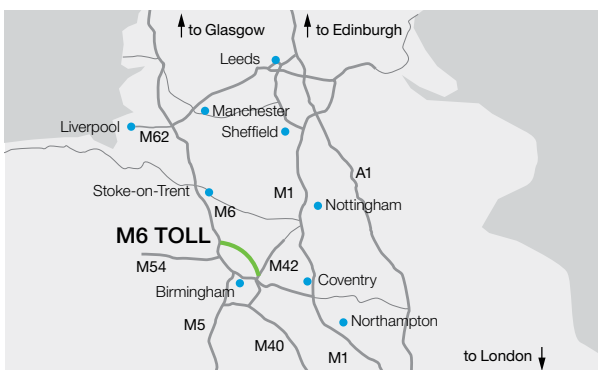 to Glasgow
to Edinburgh
Leeds
Manchester
Liverpool
M62
Sheffield
A1
Stoke-on-Trent
M1
M6
Nottingham
M6 TOLL
M54
M42
Birmingham
Coventry
M5
Northampton
M40
M1
to London